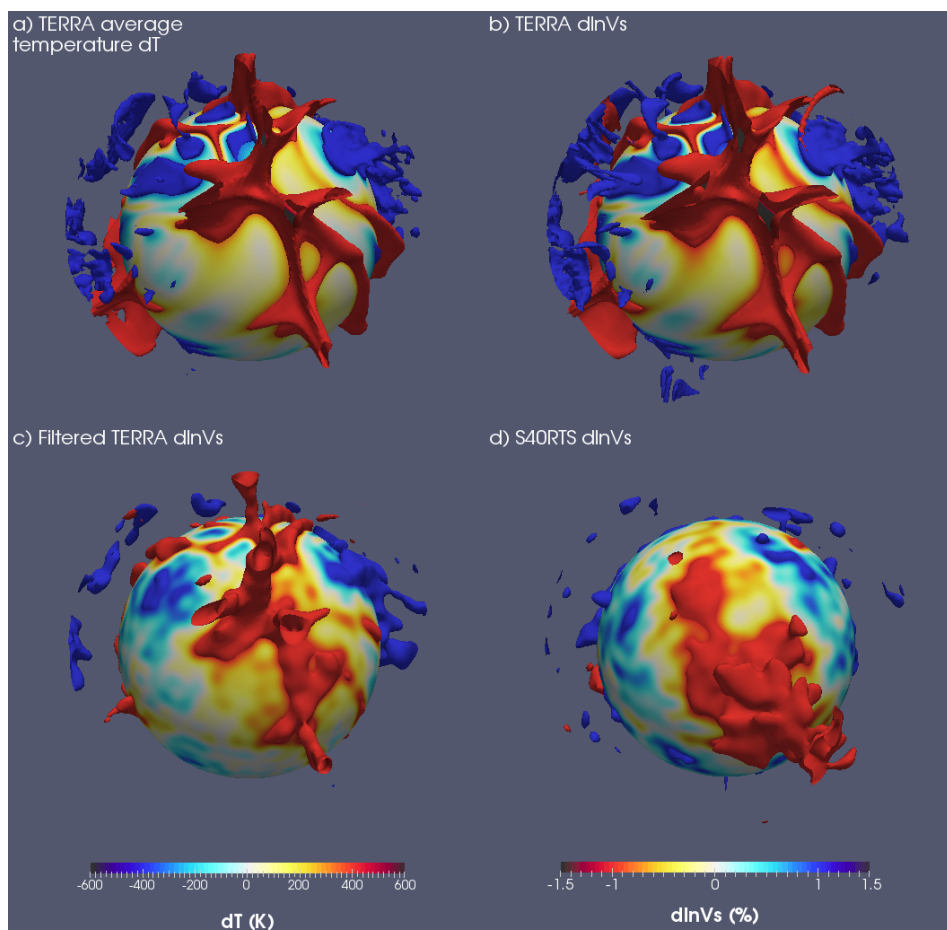 a) TERRA average
temperature dT
b) TERRA dlnVs
c) Filtered TERRA dlnVs
d) S40RTS dlnVs
-600 -400 -200 0 200 400 600
dT (K)
-1.5 -1 0 1 1.5
dlnVs (%)